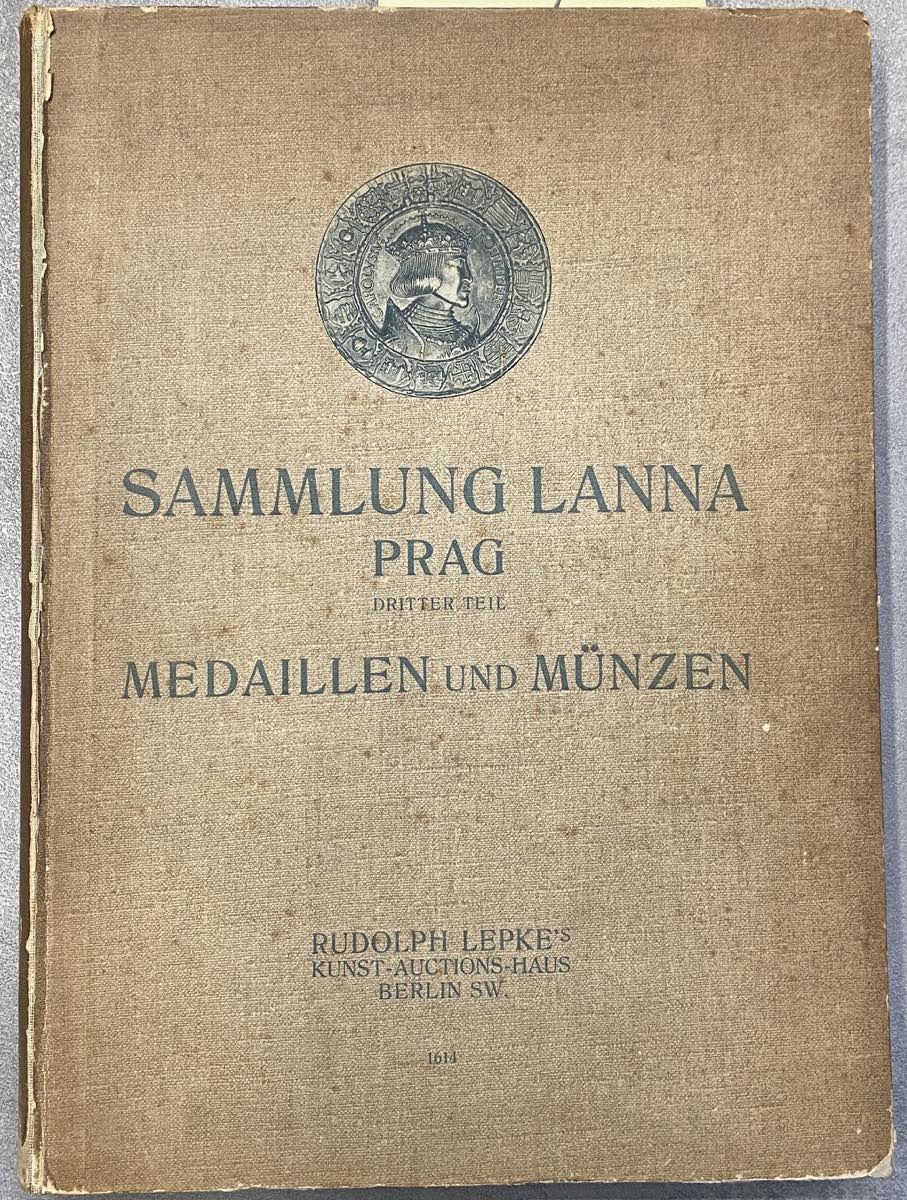 SAMMLUNG LANNA
PRAG
DRITTER TEIL
MEDAILLEN UND MÜNZEN
RUDOLPH LEPKE'S
KUNST-AUCTIONS-HAUS
BERLIN SW.
1614